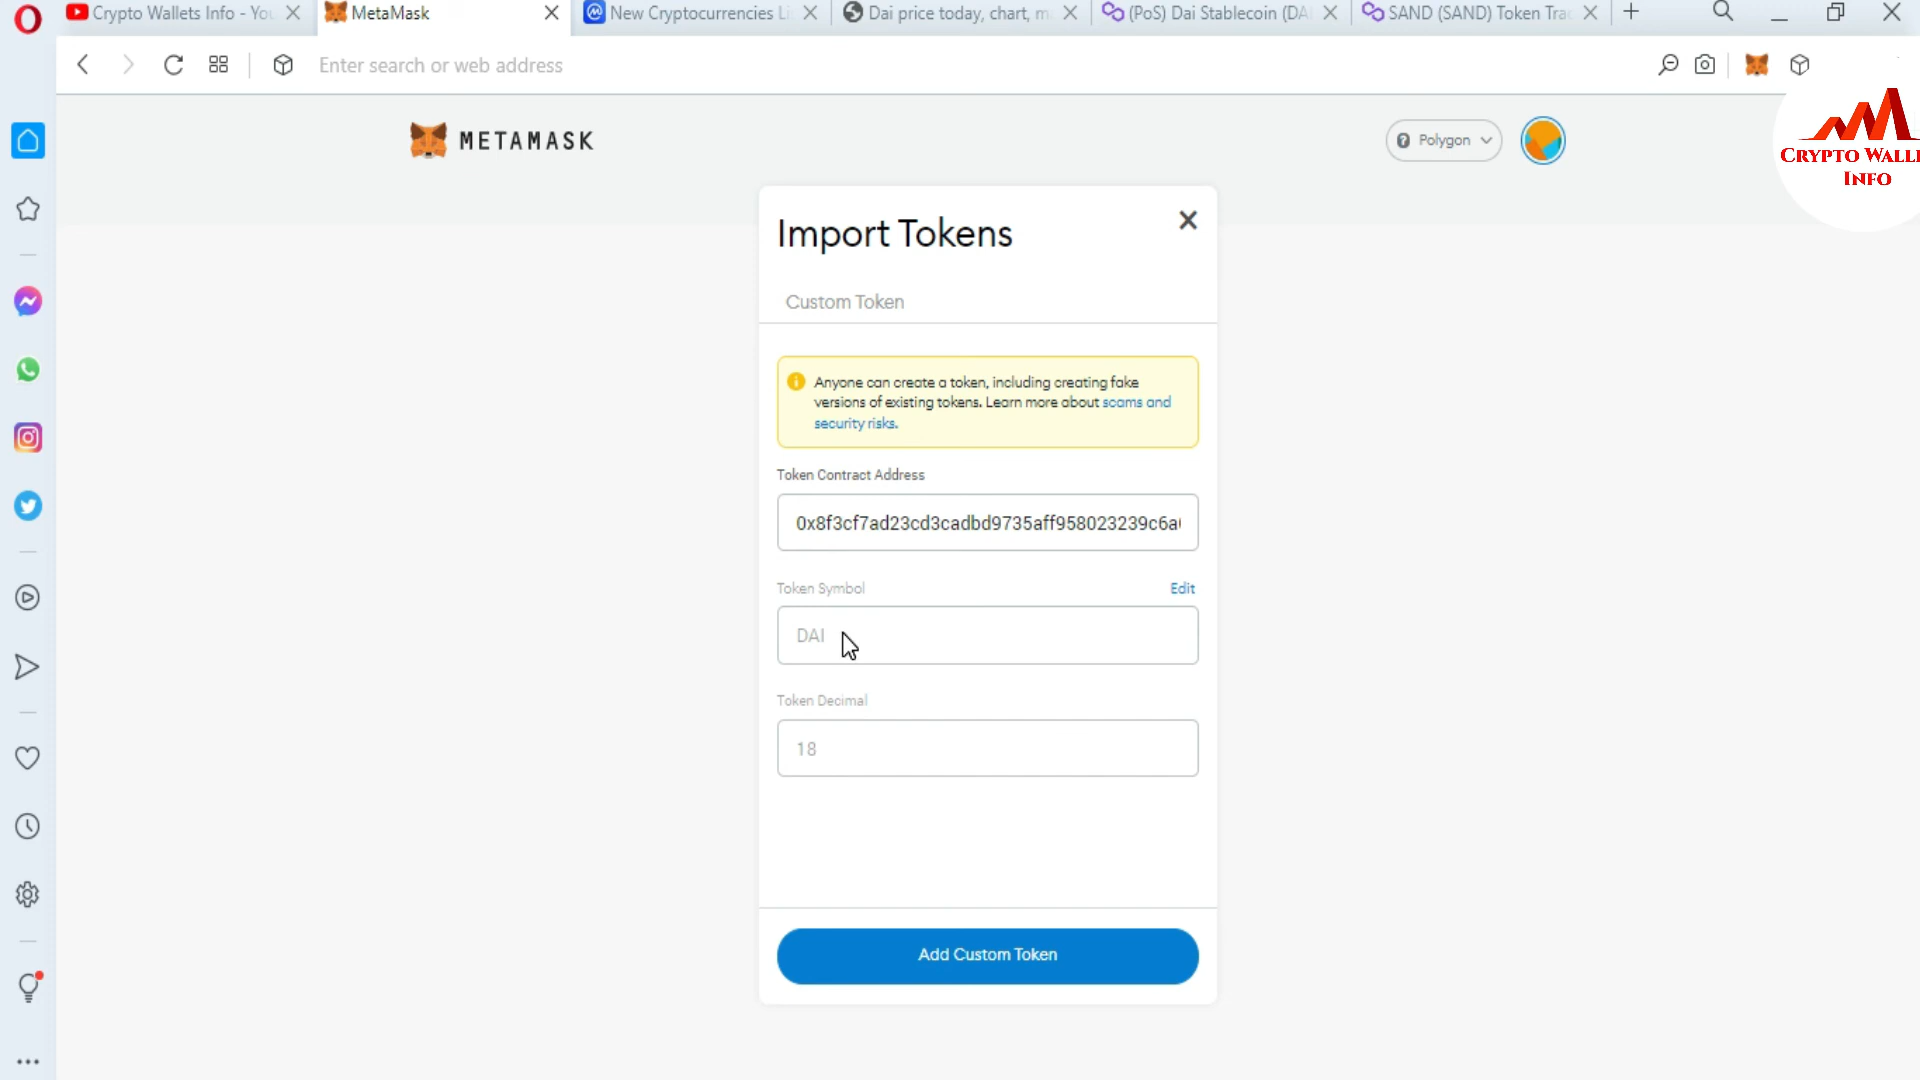 Crypto Wallets Info - You
MetaMask
New Cryptocurrencies Li
Dai price today, chart, m
(PoS) Dai Stablecoin (DA
SAND (SAND) Token Tra
Enter search or web address
METAMASK
Polygon
CRYPTO WALLE
INFO
Import Tokens
Custom Token
Anyone can create a token, including creating fake
versions of existing tokens. Learn more about scams and
security risks.
Token Contract Address
0x8f3cf7ad23cd3cadbd9735aff958023239c6a
Token Symbol
Edit
DAI
Token Decimal
18
Add Custom Token